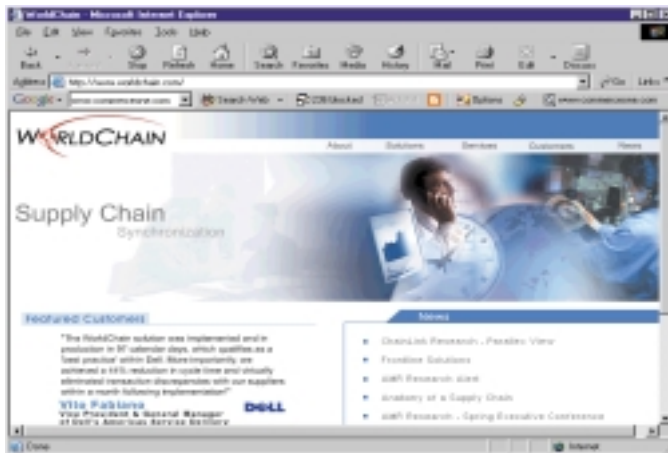 WorldChain - Microsoft Internet Explorer
File Edit View Favorites Tools Help
Back Stop Refresh Home Search Favorites Media History Mail Print Edit Discuss
Address http://www.worldchain.com/ Go Links
Google Search Web blocked Options
WORLDCHAIN
About Solutions Services Customers News
Supply Chain
Synchronization
Featured Customers
News
"The WorldChain solution was implemented and in
production in 97 calendar days, which qualifies as a
'best practice' within Dell. More importantly, we
achieved a reduction in cycle time and virtually
eliminated transaction discrepancies with our suppliers
within a month following implementation!"
Vito Fabiano
Vice President & General Manager
of Dell's Americas Service Delivery
DELL
ChainLink Research - Parallax View
Frontline Solutions
AMR Research Alert
Anatomy of a Supply Chain
AMR Research - Spring Executive Conference
Done Internet